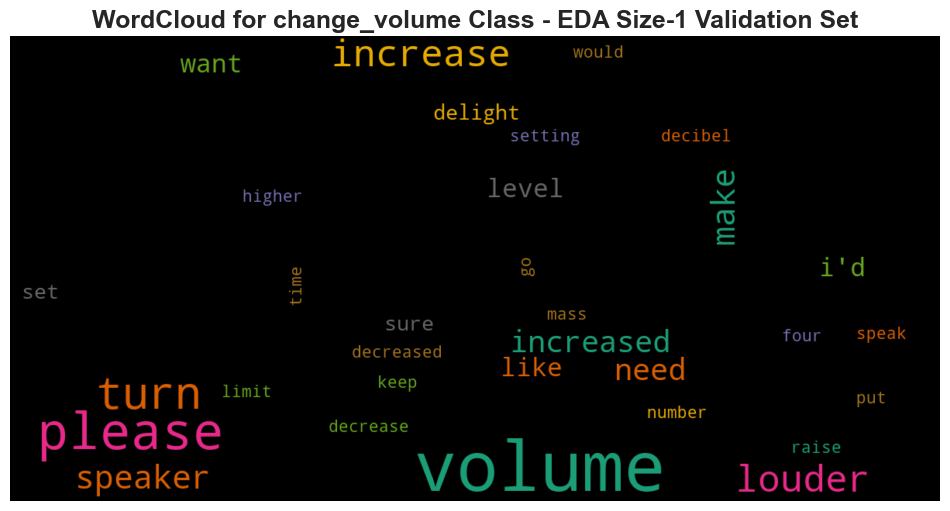 WordCloud for change_volume Class - EDA Size-1 Validation Set
want increase would
delight
setting decibel
higher level make
i'd
set time go
sure mass
increased four speak
decreased
like need
turn limit keep put
please decrease number
raise
speaker volume louder